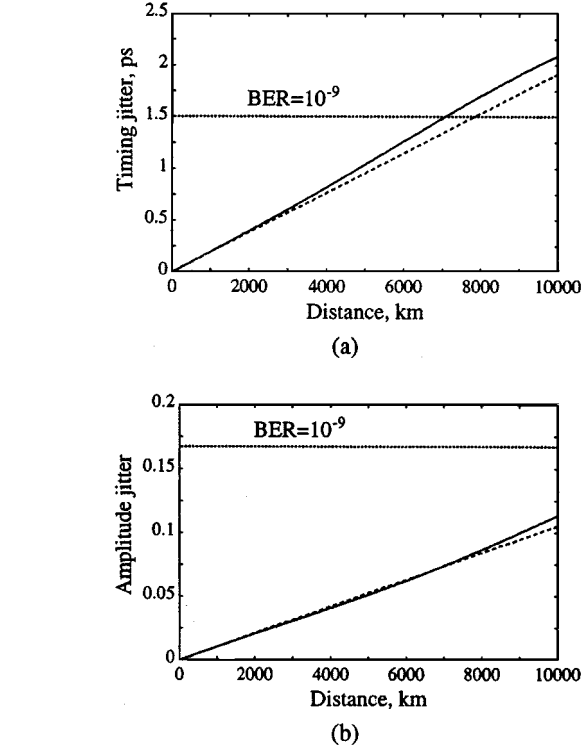 2.5
2
1.5
1
0.5
0
Timing jitter, ps
BER=10⁻⁹
0 2000 4000 6000 8000 10000
Distance, km
(a)
0.2
0.15
0.1
0.05
0
Amplitude jitter
BER=10⁻⁹
0 2000 4000 6000 8000 10000
Distance, km
(b)